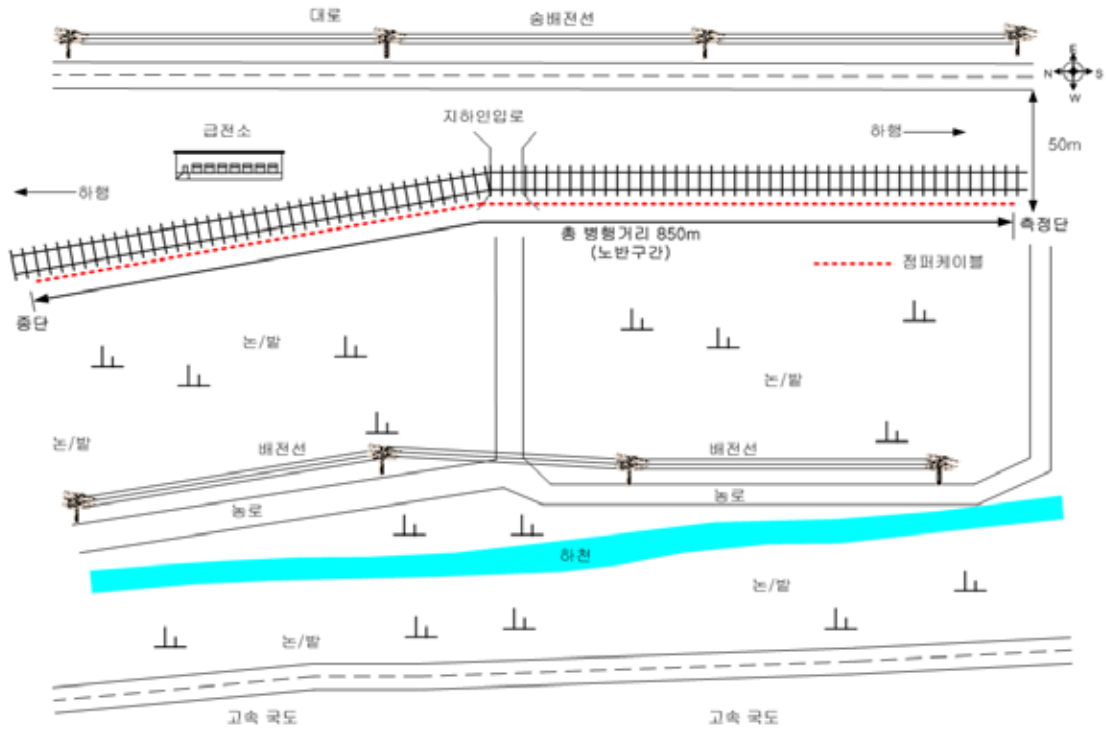 대로
송배전선
E
N
S
W
급전소
지하인입로
하행
50m
하행
총 병행거리 850m
(노반구간)
측정단
점퍼케이블
종단
논/밭
논/밭
논/밭
배전선
배전선
농로
농로
하천
논/밭
논/밭
고속 국도
고속 국도